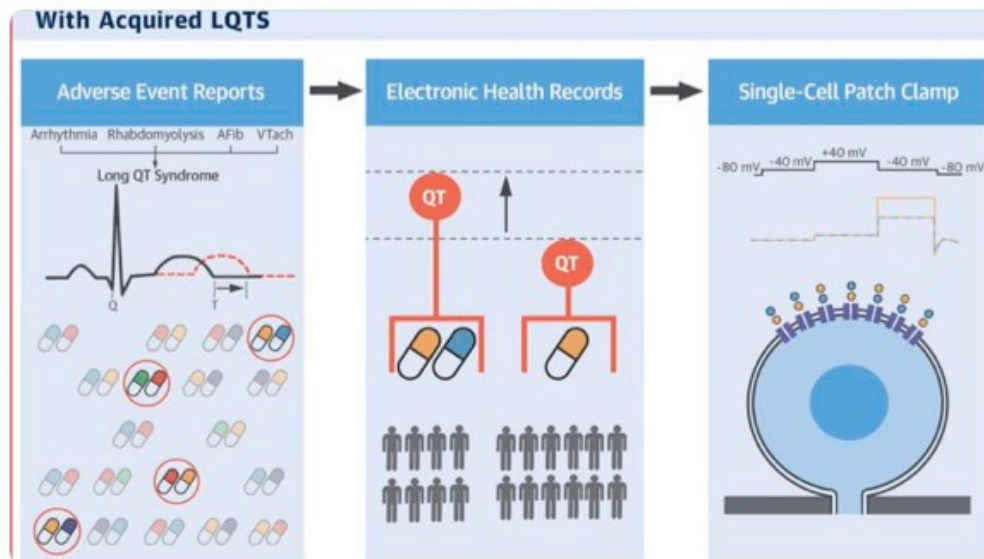 With Acquired LQTS
Adverse Event Reports
Electronic Health Records
Single-Cell Patch Clamp
Arrhythmia Rhabdomyolysis AFib VTach
Long QT Syndrome
Q
T
QT
QT
+40 mV
-80 mV -40 mV -40 mV -80 mV